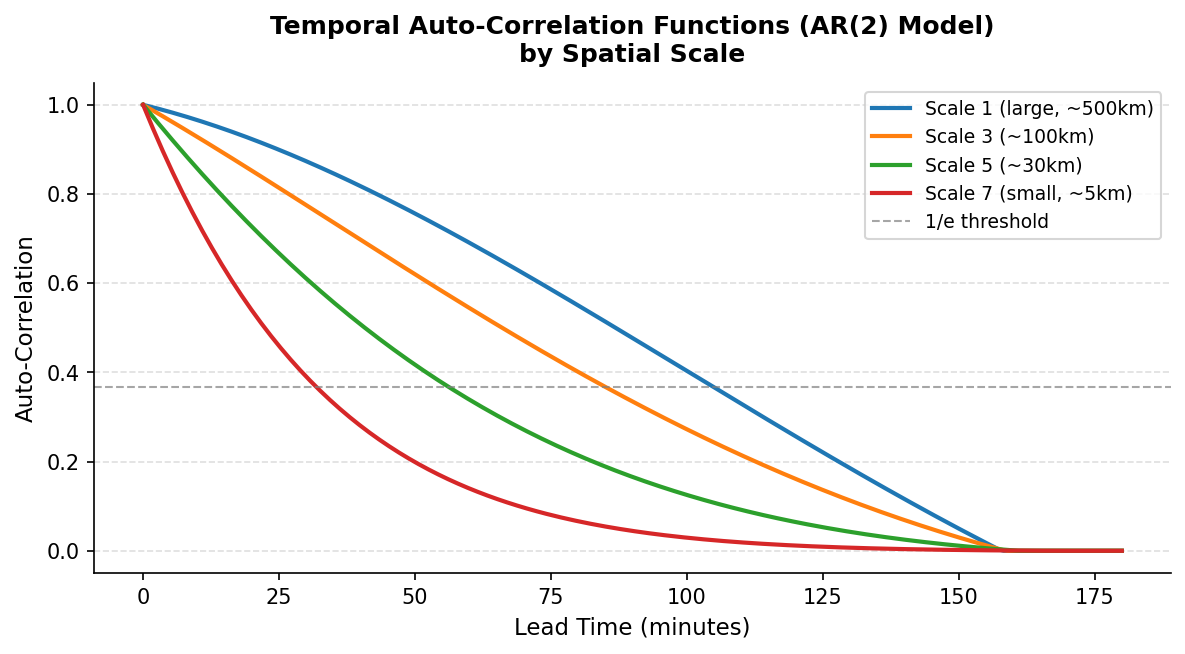 Temporal Auto-Correlation Functions (AR(2) Model)
by Spatial Scale
Auto-Correlation
1.0
0.8
0.6
0.4
0.2
0.0
Scale 1 (large, ~500km)
Scale 3 (~100km)
Scale 5 (~30km)
Scale 7 (small, ~5km)
1/e threshold
0 25 50 75 100 125 150 175
Lead Time (minutes)